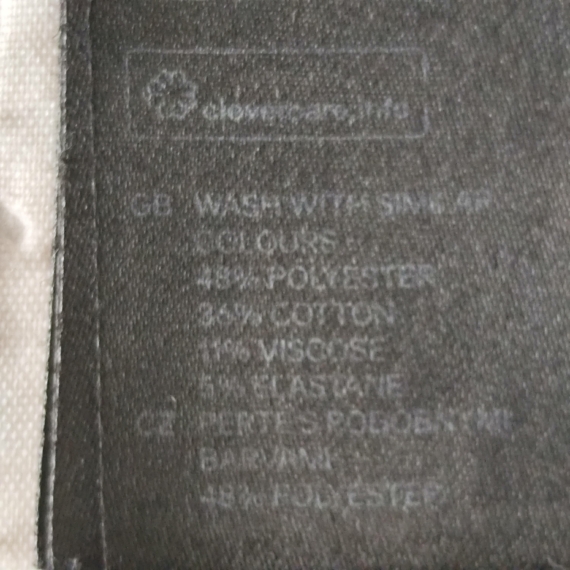 clevercare.info
GB WASH WITH SIMILAR
COLOURS
48% POLYESTER
36% COTTON
11% VISCOSE
5% ELASTANE
CZ PERTE S PODOBNÝMI
BARVAMI
48% POLYESTER